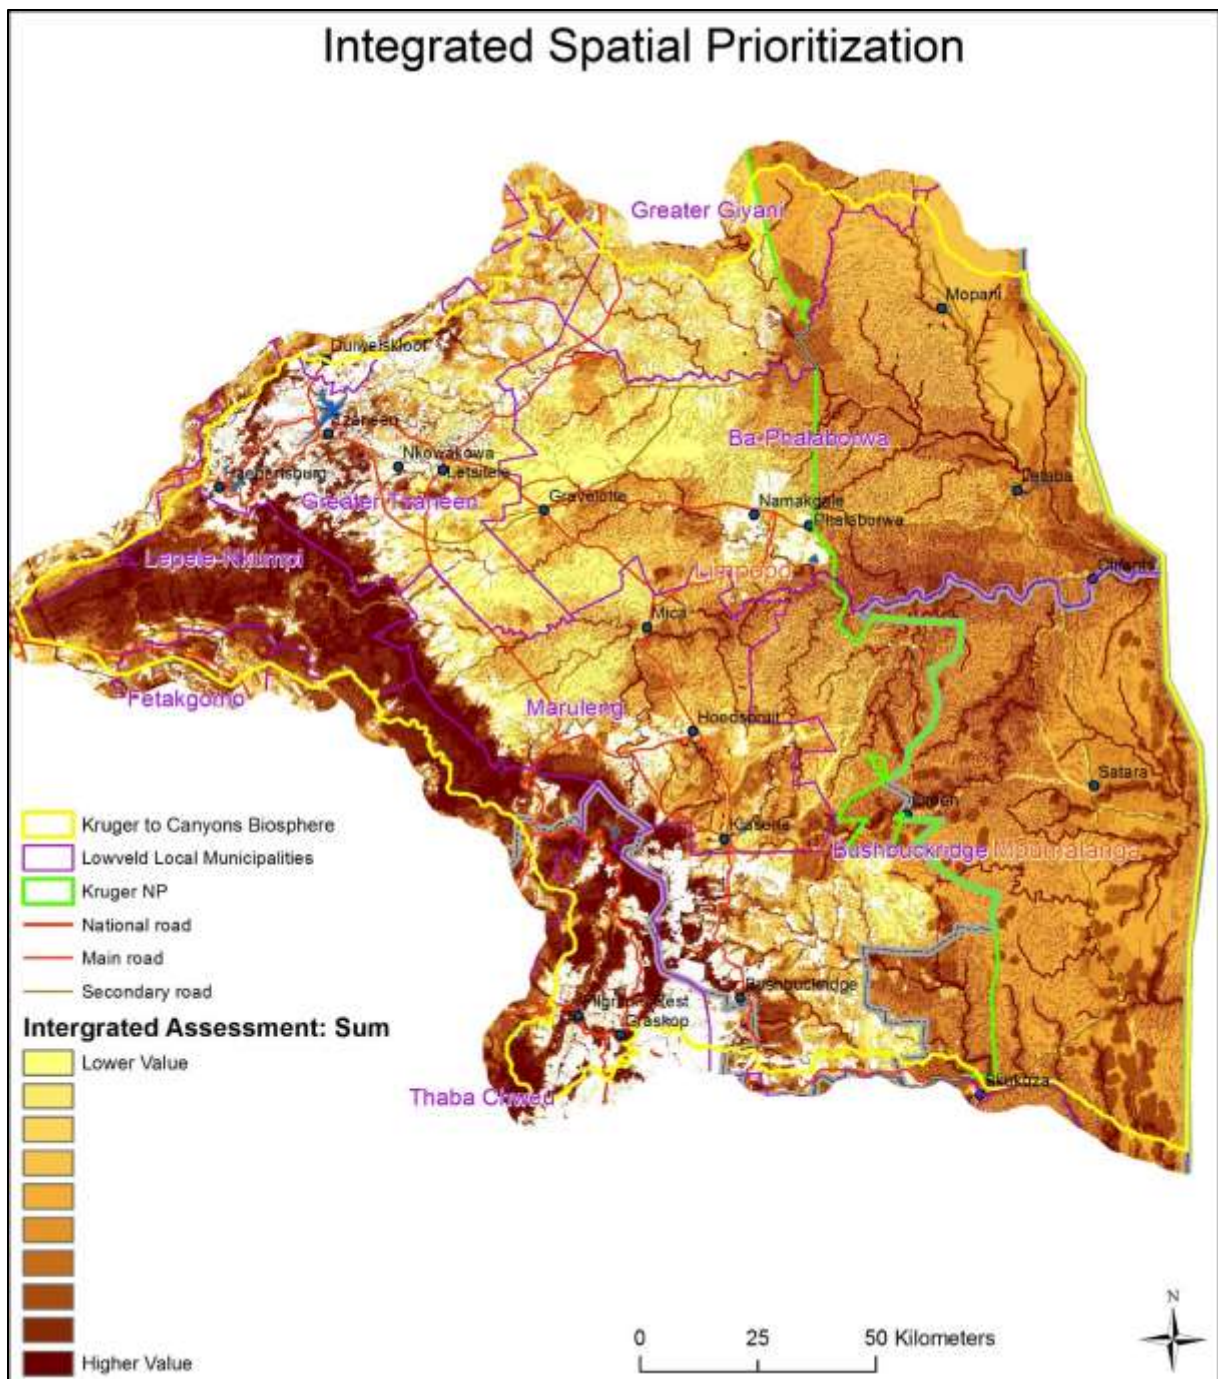 Integrated Spatial Prioritization
Greater Giyani
Mopani
Duiwelskloof
Tzaneen
Ba-Phalaborwa
Nkowakowa
Letsitele
Haenertsburg
Letaba
Greater Tzaneen
Gravelotte
Namakgale
Phalaborwa
Lepele-Nkumpi
Limpopo
Olifants
Mica
Fetakgomo
Maruleng
Hoedspruit
Satara
Kruger to Canyons Biosphere
Lowveld Local Municipalities
Kruger NP
National road
Main road
Secondary road
Bushbuckridge
Mpumalanga
Bushbuckridge
Pilgrim's Rest
Graskop
Skukuza
Thaba Chweu
Intergrated Assessment: Sum
Lower Value
Higher Value
0 25 50 Kilometers
N